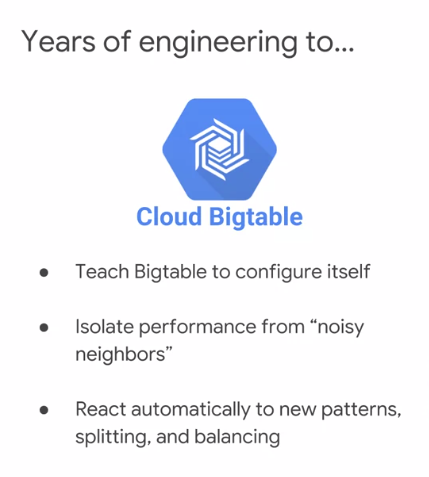 Years of engineering to...
Cloud Bigtable
● Teach Bigtable to configure itself
● Isolate performance from “noisy
neighbors”
● React automatically to new patterns,
splitting, and balancing